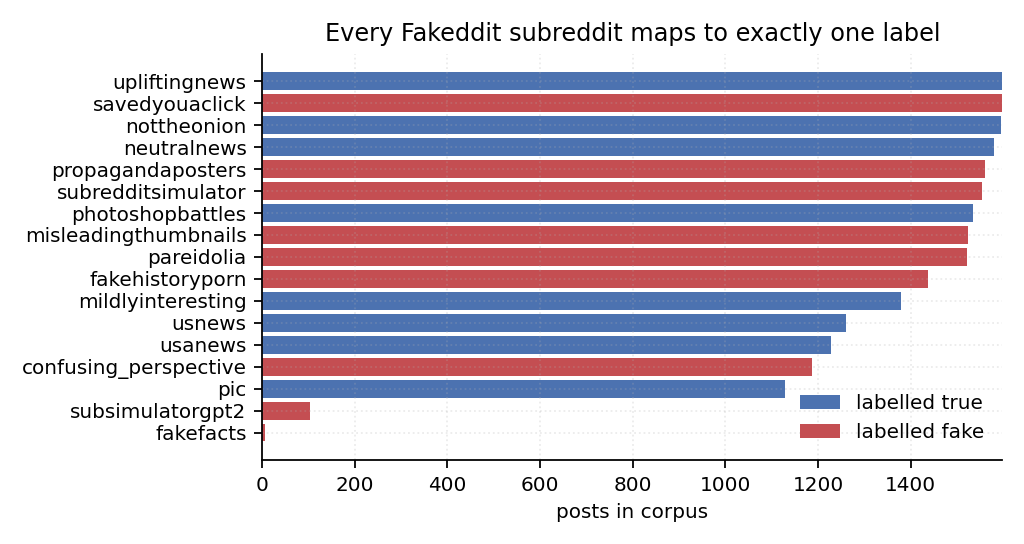 Every Fakeddit subreddit maps to exactly one label
upliftingnews
savedyouaclick
nottheonion
neutralnews
propagandaposters
subredditsimulator
photoshopbattles
misleadingthumbnails
pareidolia
fakehistoryporn
mildlyinteresting
usnews
usanews
confusing_perspective
pic
subsimulatorgpt2
fakefacts
labelled true
labelled fake
0 200 400 600 800 1000 1200 1400
posts in corpus